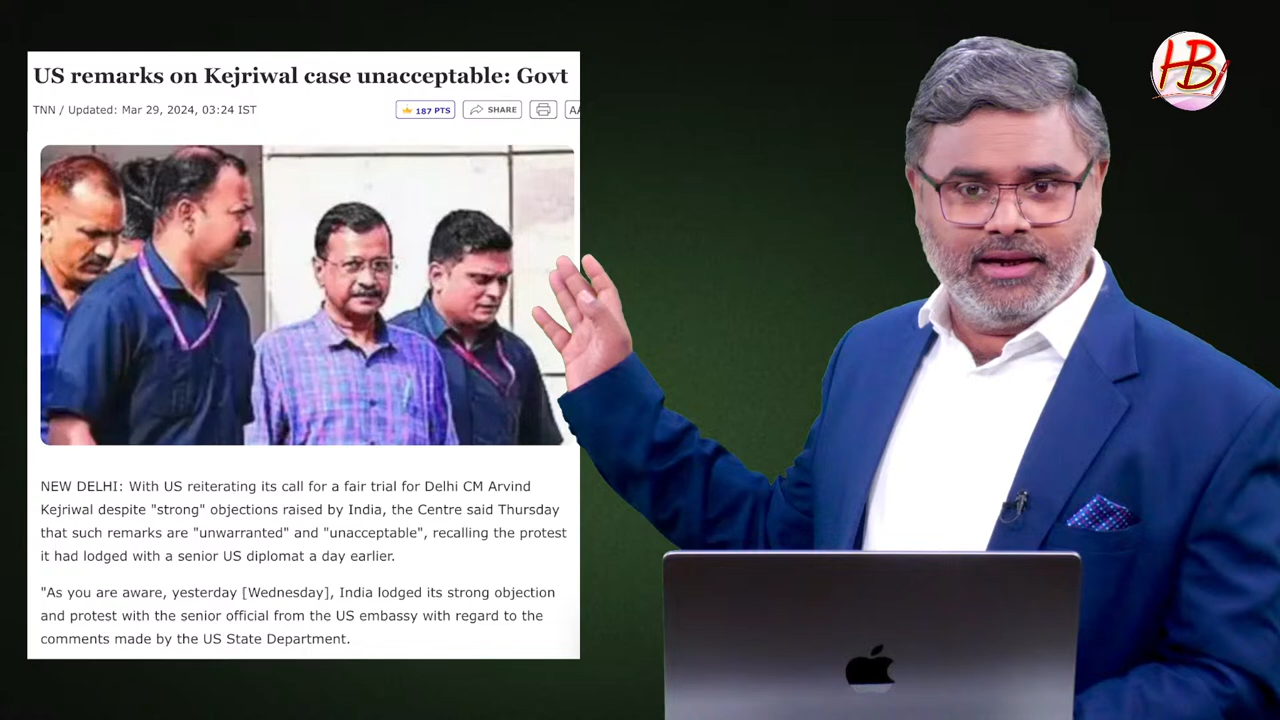 US remarks on Kejriwal case unacceptable: Govt
TNN / Updated: Mar 29, 2024, 03:24 IST
187 PTS
SHARE
AA
NEW DELHI: With US reiterating its call for a fair trial for Delhi CM Arvind
Kejriwal despite "strong" objections raised by India, the Centre said Thursday
that such remarks are "unwarranted" and "unacceptable", recalling the protest
it had lodged with a senior US diplomat a day earlier.
"As you are aware, yesterday [Wednesday], India lodged its strong objection
and protest with the senior official from the US embassy with regard to the
comments made by the US State Department.
HBI